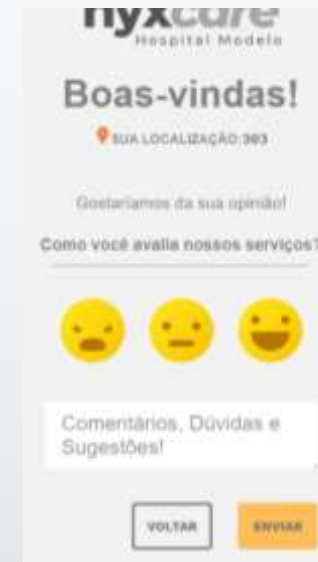 nyxcare
Hospital Modelo
Boas-vindas!
SUA LOCALIZAÇÃO:303
Gostaríamos da sua opinião!
Como você avalia nossos serviços?
Comentários, Dúvidas e
Sugestões!
VOLTAR
ENVIAR